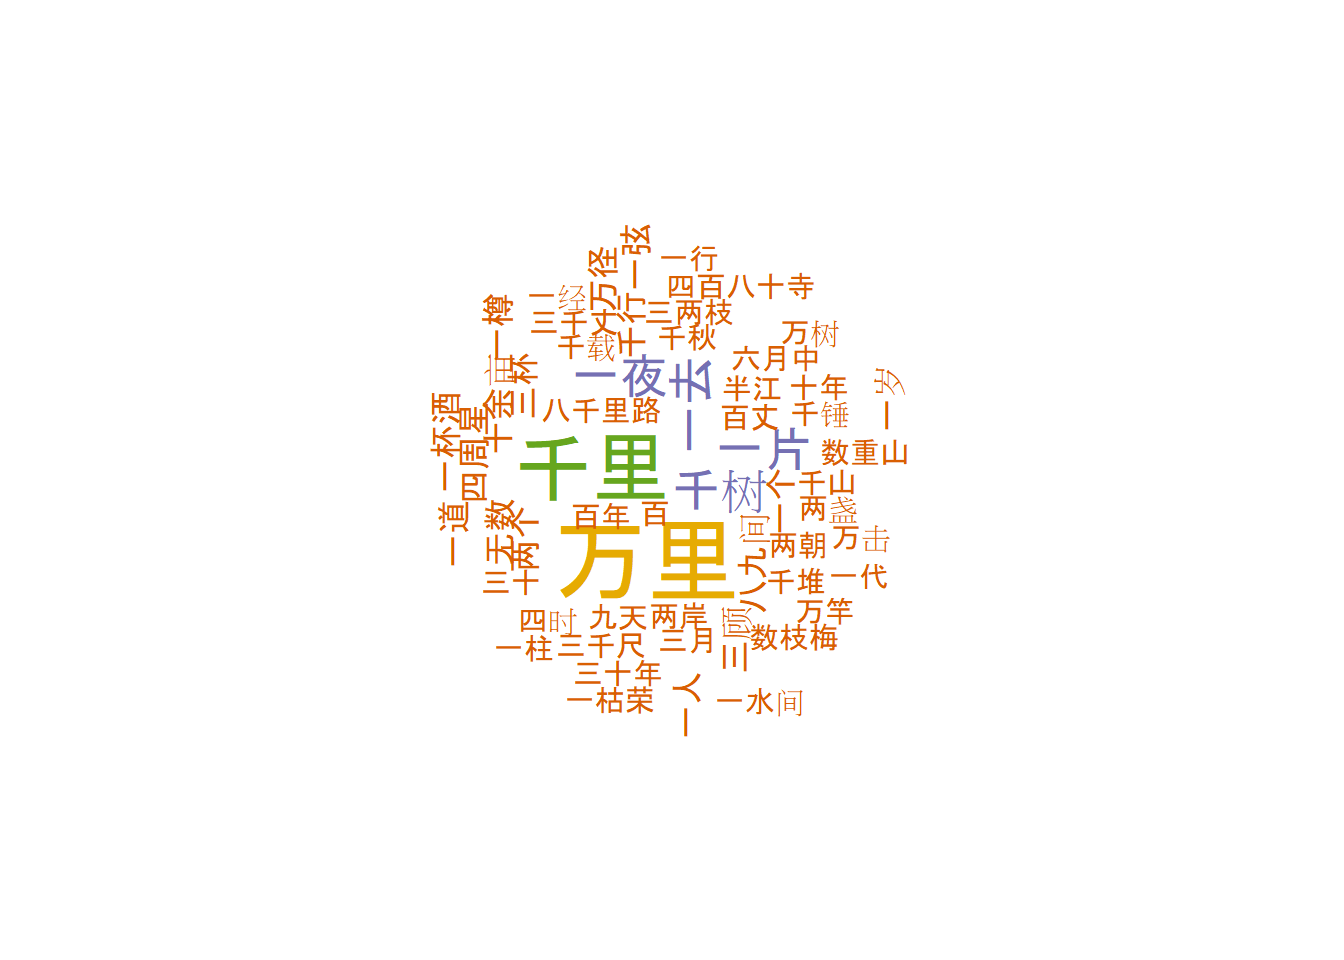 一弦
一行
万径
四百八十寺
一经
一樽
三千丈
千行
三两枝
千载
千秋
万树
三杯
六月中
一夜
一去
半江
十年
一岁
十余亩
八千里路
百丈
千锤
一杯酒
四周星
千里
一片
数重山
千树
一个
千山
一道
无数
两个
百年
百
两盏
万里
八九间
两朝
万击
三十
千堆
一代
四时
九天
两岸
三顾
万竿
一柱
三千尺
三月
数枝梅
三十年
一枯荣
一人
一水间